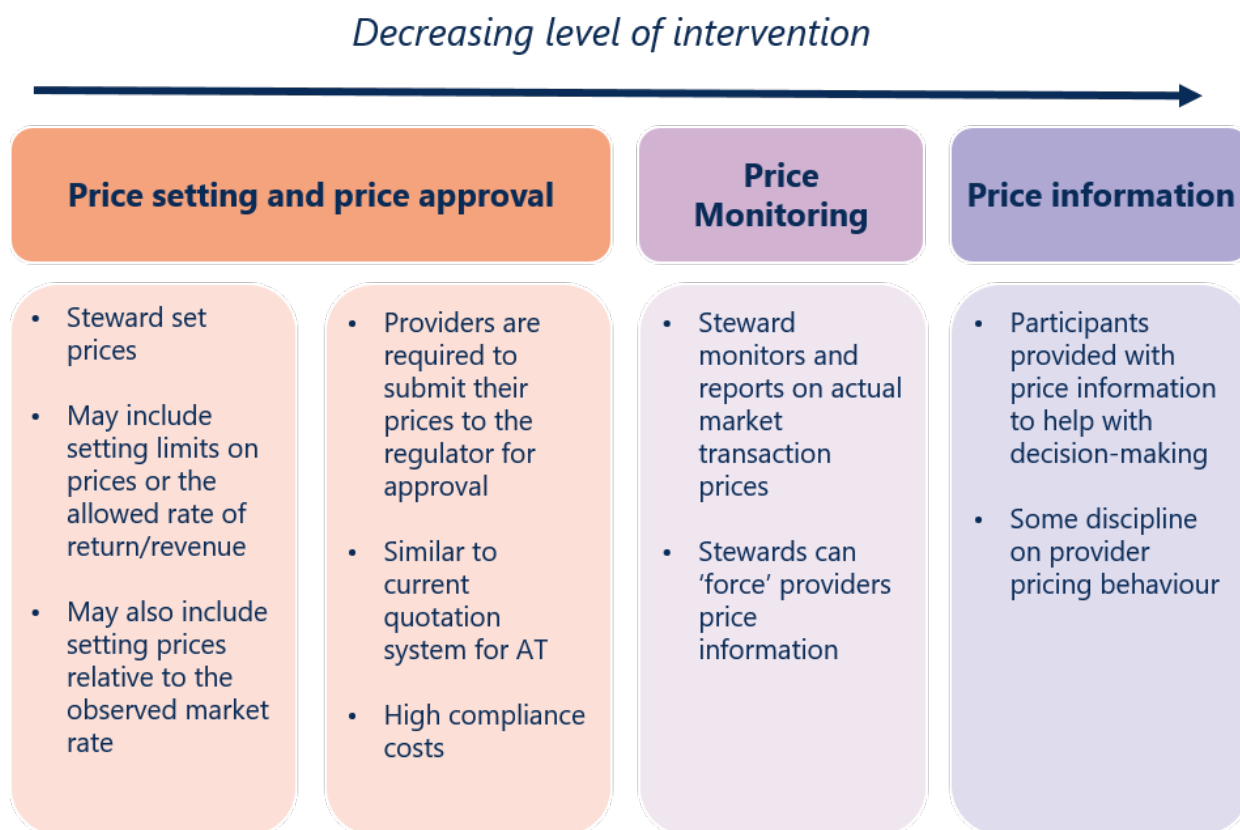 Decreasing level of intervention
Price setting and price approval
Price
Monitoring
Price information
• Steward set
prices
• May include
setting limits on
prices or the
allowed rate of
return/revenue
• May also include
setting prices
relative to the
observed market
rate
• Providers are
required to
submit their
prices to the
regulator for
approval
• Similar to
current
quotation
system for AT
• High compliance
costs
• Steward
monitors and
reports on actual
market
transaction
prices
• Stewards can
‘force’ providers
price
information
• Participants
provided with
price information
to help with
decision-making
• Some discipline
on provider
pricing behaviour